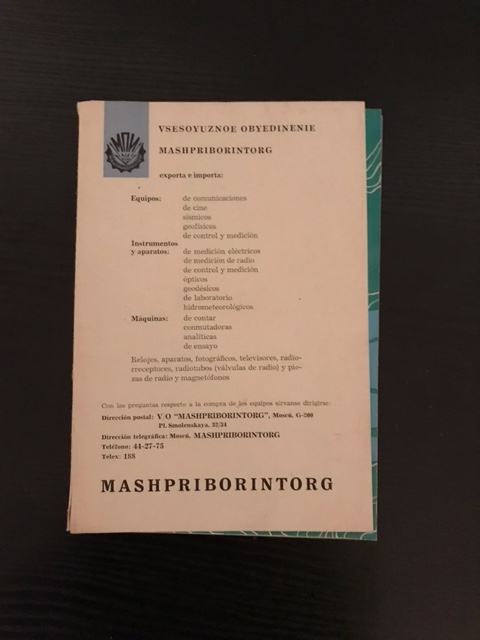 МПИ
VSESOYUZNOE OBYEDINENIE
MASHPRIBORINTORG
exporta e importa:
Equipos: de comunicaciones
de cine
sísmicos
geofísicos
de control y medición
Instrumentos
y aparatos: de medición eléctricos
de medición de radio
de control y medición
ópticos
geodésicos
de laboratorio
hidrometeorológicos
Máquinas: de contar
conmutadoras
analíticas
de ensayo
Relojes, aparatos, fotográficos, televisores, radio-
rreceptuces, radiotubos (válvulas de radio) y pie-
zas de radio y magnetófonos
Con les preguntas respecto a la compra de los equipos sirvanse dirigirse:
Dirección postal: V/O "MASHPRIBORINTORG", Moscú, G-200
Pl. Smolenskaya, 32/34
Dirección telegráfica: Moscú, MASHPRIBORINTORG
Teléfono: 44-27-75
Telex: 188
MASHPRIBORINTORG